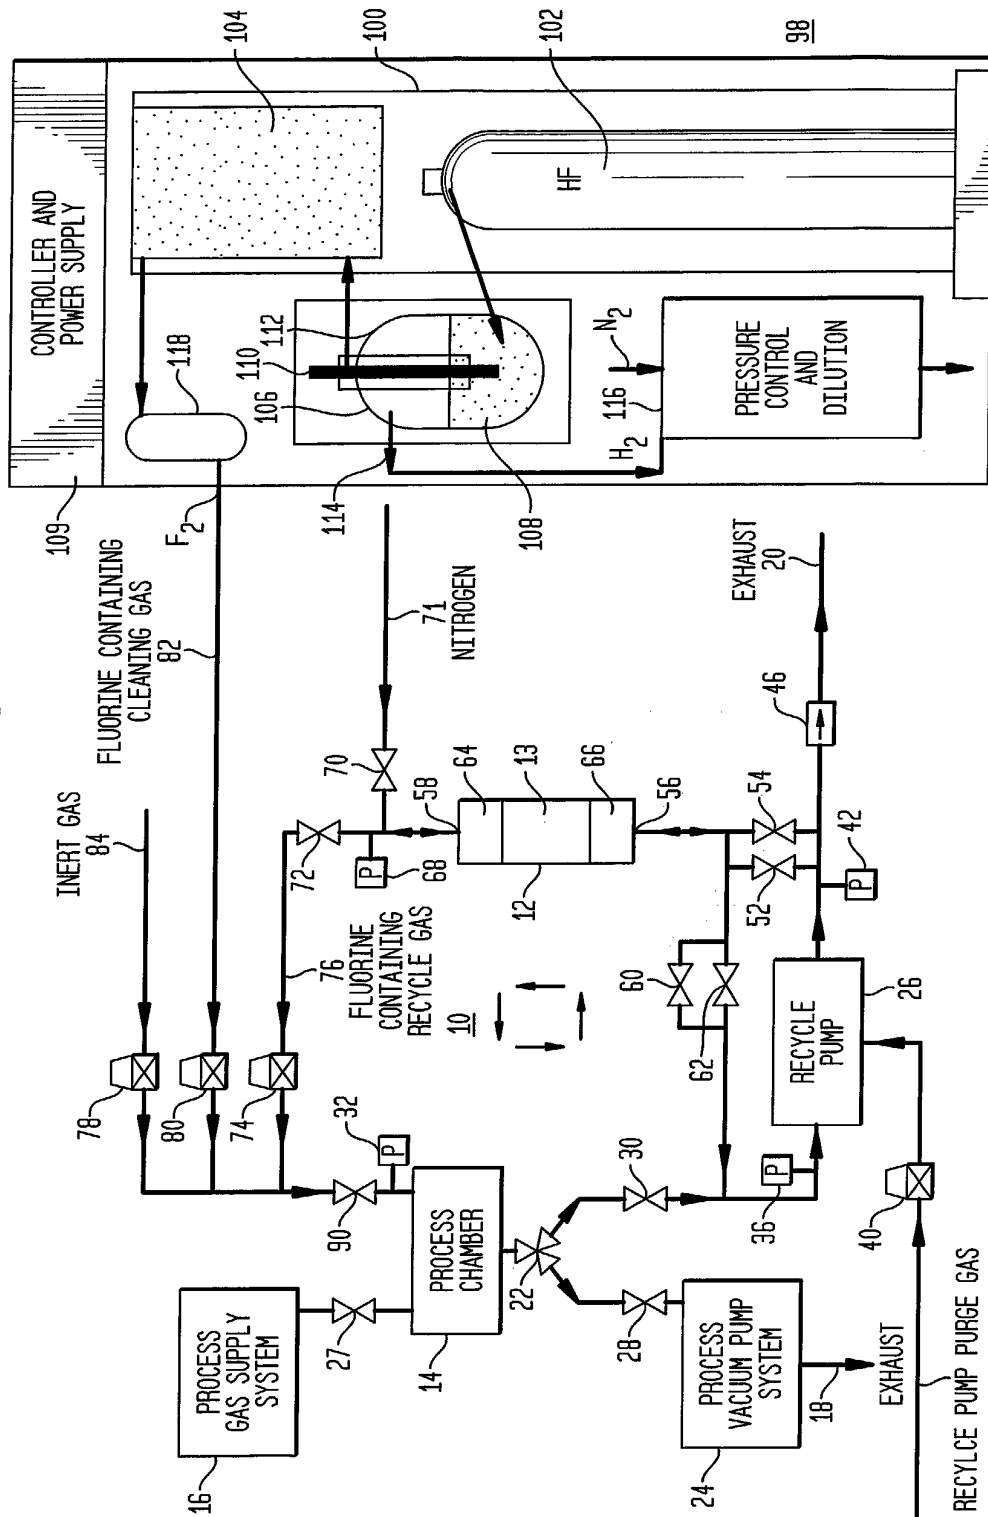 98
CONTROLLER AND
POWER SUPPLY
109
104
100
102
HF
118
F2
112
110
106
114
108
H2
N2
116
PRESSURE
CONTROL
AND
DILUTION
FLUORINE CONTAINING
CLEANING GAS
82
INERT GAS
84
71
NITROGEN
70
72
P
68
58
64
13
66
12
56
76
FLUORINE
CONTAINING
RECYCLE GAS
10
78
80
74
90
P
32
PROCESS
GAS SUPPLY
SYSTEM
16
27
PROCESS
CHAMBER
14
22
28
30
PROCESS
VACUUM PUMP
SYSTEM
24
18
EXHAUST
60
62
52
54
P
42
46
EXHAUST
20
RECYCLE
PUMP
26
P
36
40
RECYLCE PUMP PURGE GAS